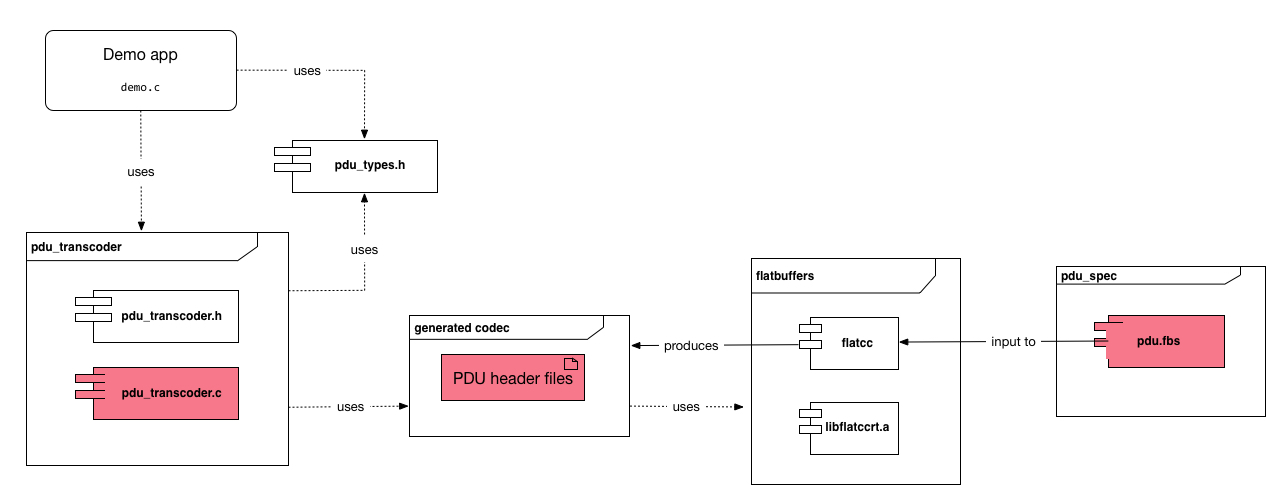 Demo app
demo.c
uses
uses
pdu_types.h
uses
pdu_transcoder
pdu_transcoder.h
pdu_transcoder.c
uses
generated codec
PDU header files
produces
uses
flatbuffers
flatcc
libflatccrt.a
input to
pdu_spec
pdu.fbs